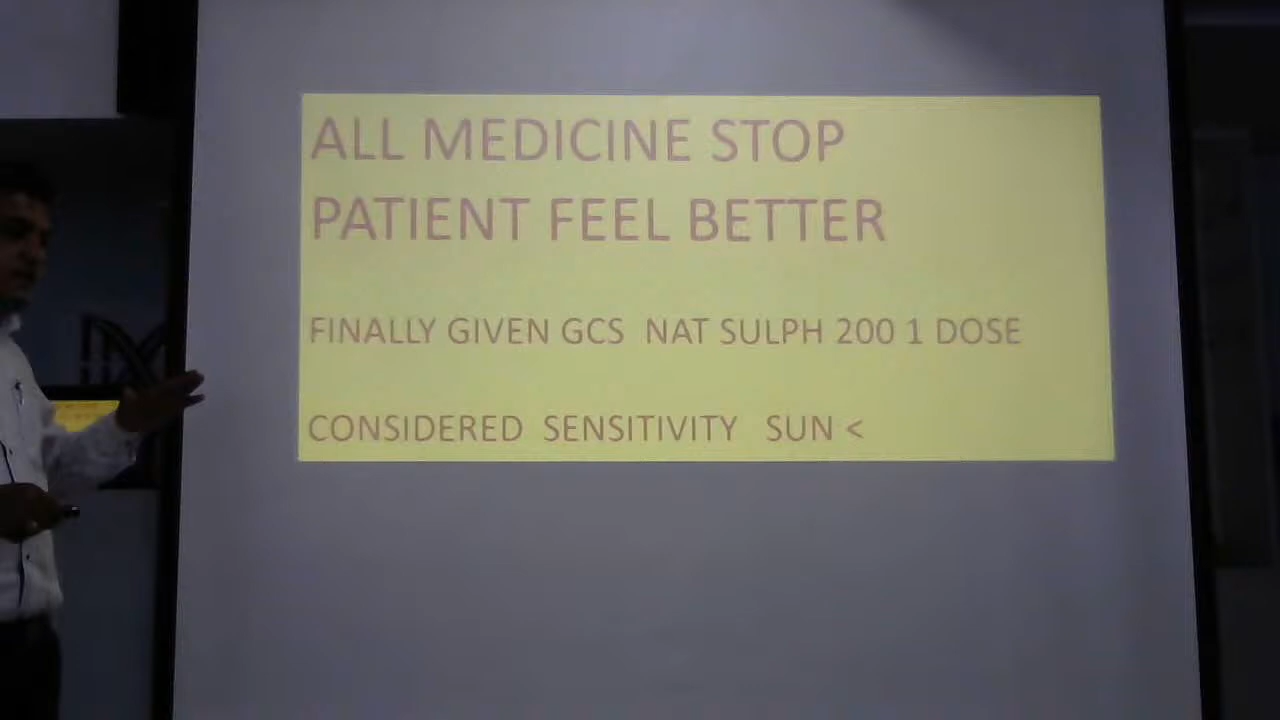 ALL MEDICINE STOP
PATIENT FEEL BETTER
FINALLY GIVEN GCS NAT SULPH 200 1 DOSE
CONSIDERED SENSITIVITY SUN <